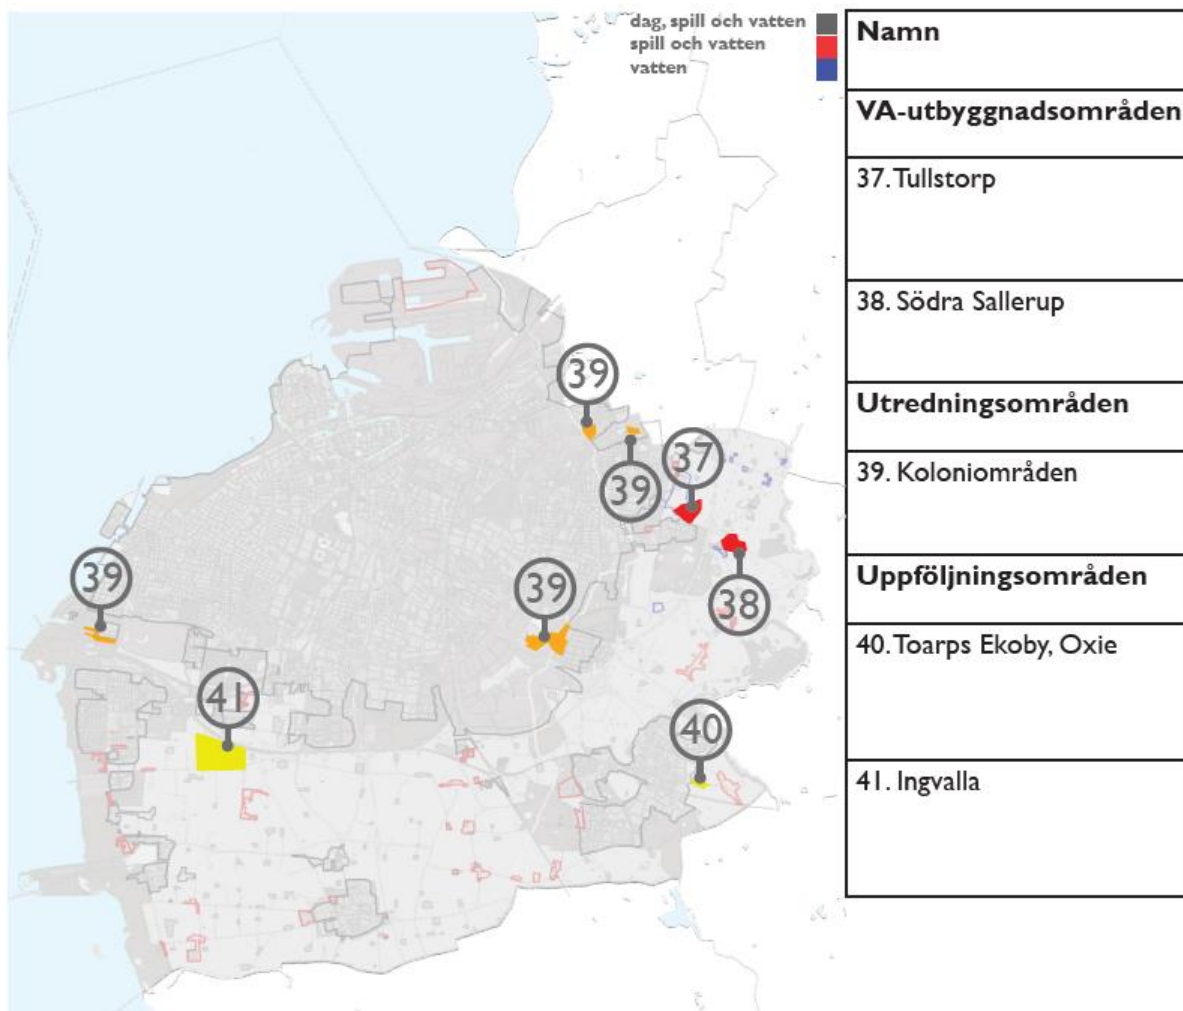 dag, spill och vatten
spill och vatten
vatten
Namn
VA-utbyggnadsområden
37. Tullstorp
38. Södra Sallerup
Utredningsområden
39. Koloniområden
Uppföljningsområden
40. Toarps Ekoby, Oxie
41. Ingvalla
39
39
37
38
39
39
41
40